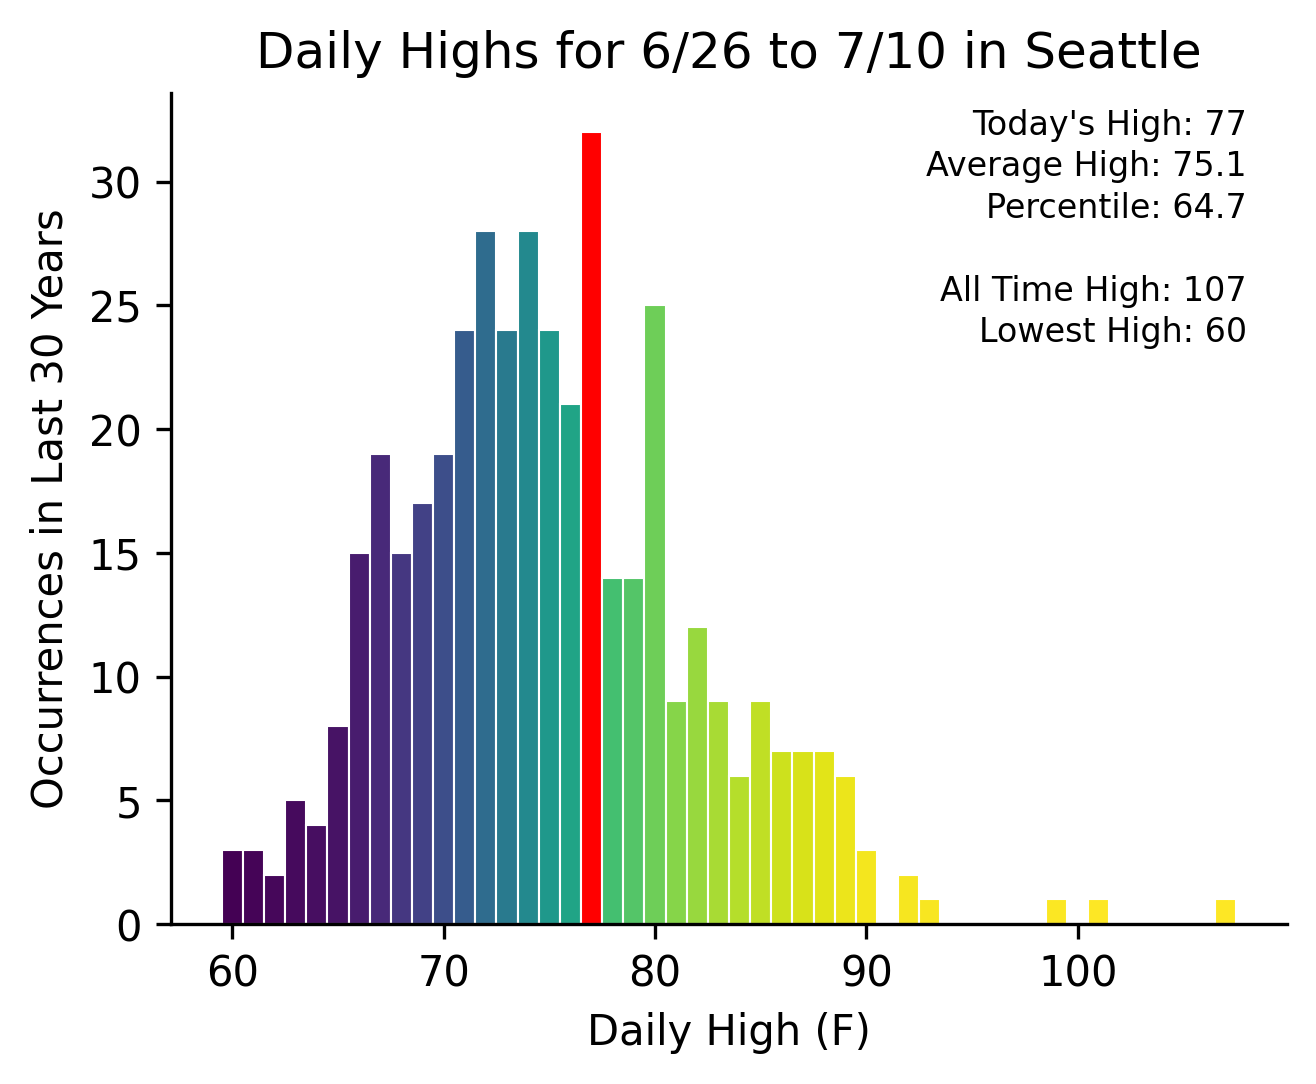 Daily Highs for 6/26 to 7/10 in Seattle
Today's High: 77
Average High: 75.1
Percentile: 64.7
All Time High: 107
Lowest High: 60
Occurrences in Last 30 Years
30
25
20
15
10
5
0
60 70 80 90 100
Daily High (F)